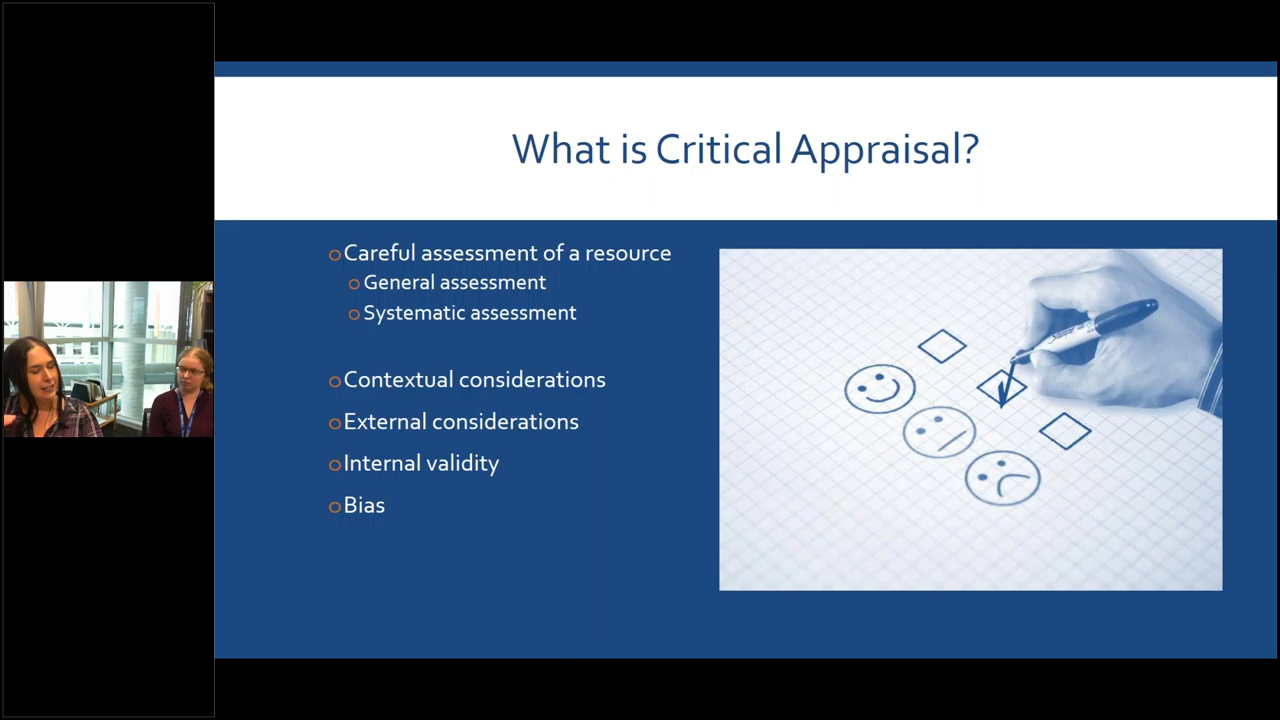 What is Critical Appraisal?
Careful assessment of a resource
General assessment
Systematic assessment
Contextual considerations
External considerations
Internal validity
Bias